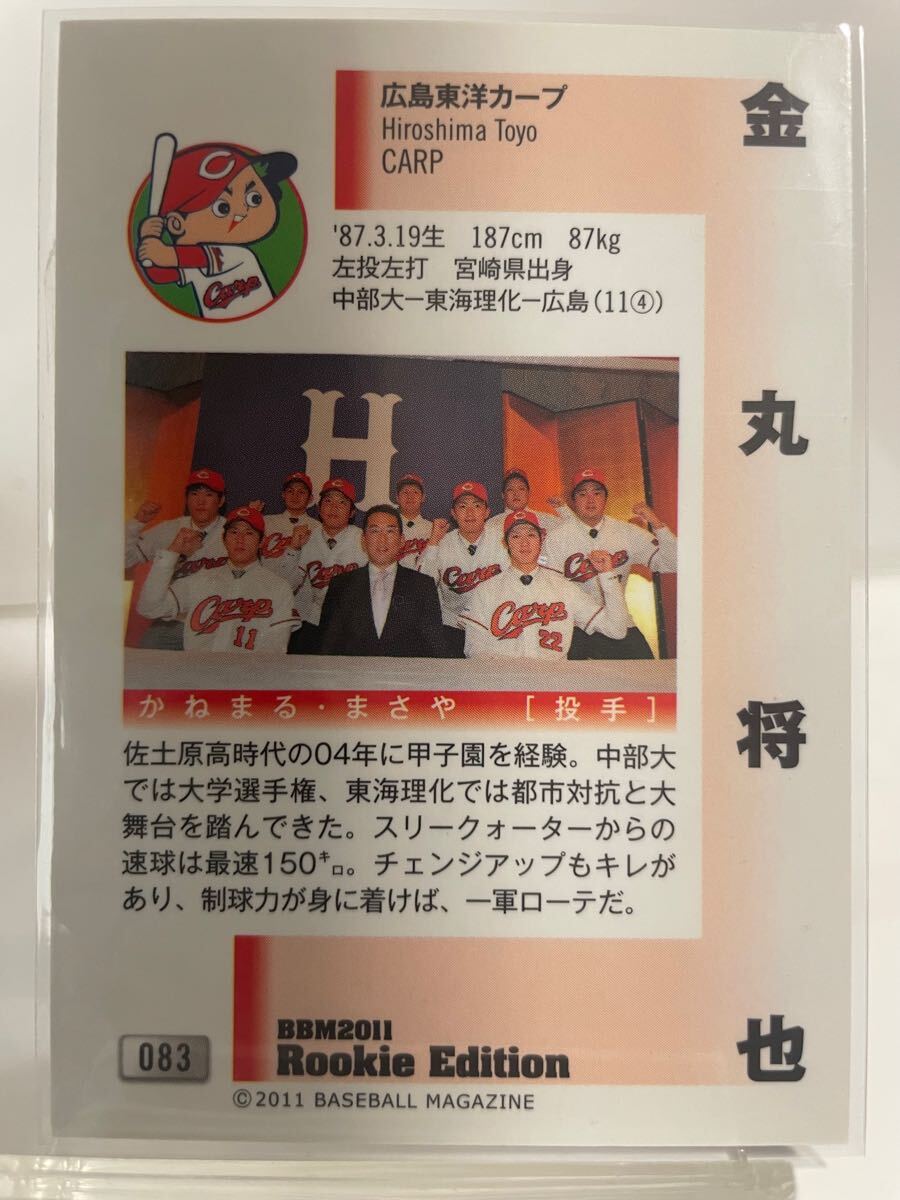 広島東洋カープ
Hiroshima Toyo
CARP
金丸将也
'87.3.19生 187cm 87kg
左投左打 宮崎県出身
中部大ー東海理化ー広島(11④)
C
Carp
H
Carp
11
Carp
22
Carp
Carp
Carp
かねまる・まさや [投手]
佐土原高時代の04年に甲子園を経験。中部大
では大学選手権、東海理化では都市対抗と大
舞台を踏んできた。スリークォーターからの
速球は最速150㌔。チェンジアップもキレが
あり、制球力が身に着けば、一軍ローテだ。
083
BBM2011
Rookie Edition
©2011 BASEBALL MAGAZINE